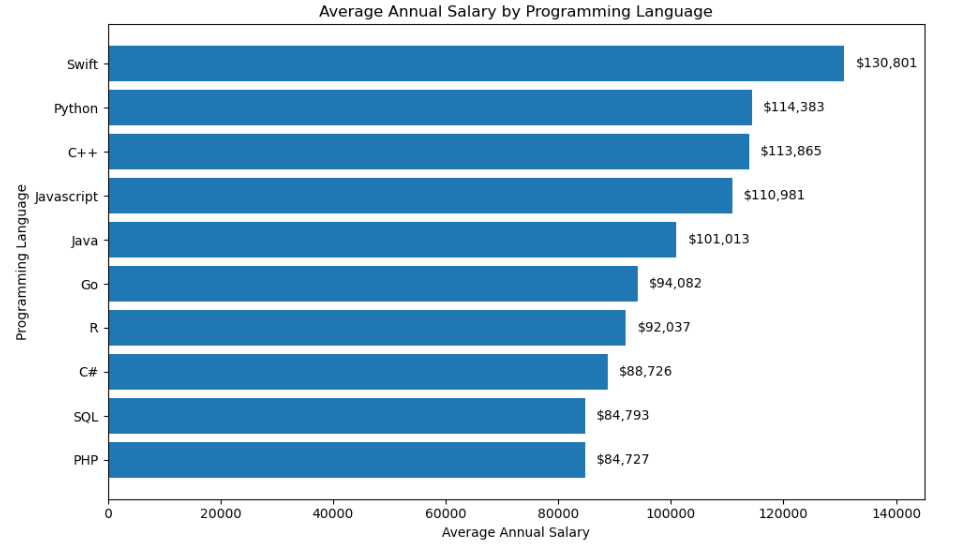 Average Annual Salary by Programming Language
Programming Language
Swift $130,801
Python $114,383
C++ $113,865
Javascript $110,981
Java $101,013
Go $94,082
R $92,037
C# $88,726
SQL $84,793
PHP $84,727
0 20000 40000 60000 80000 100000 120000 140000
Average Annual Salary